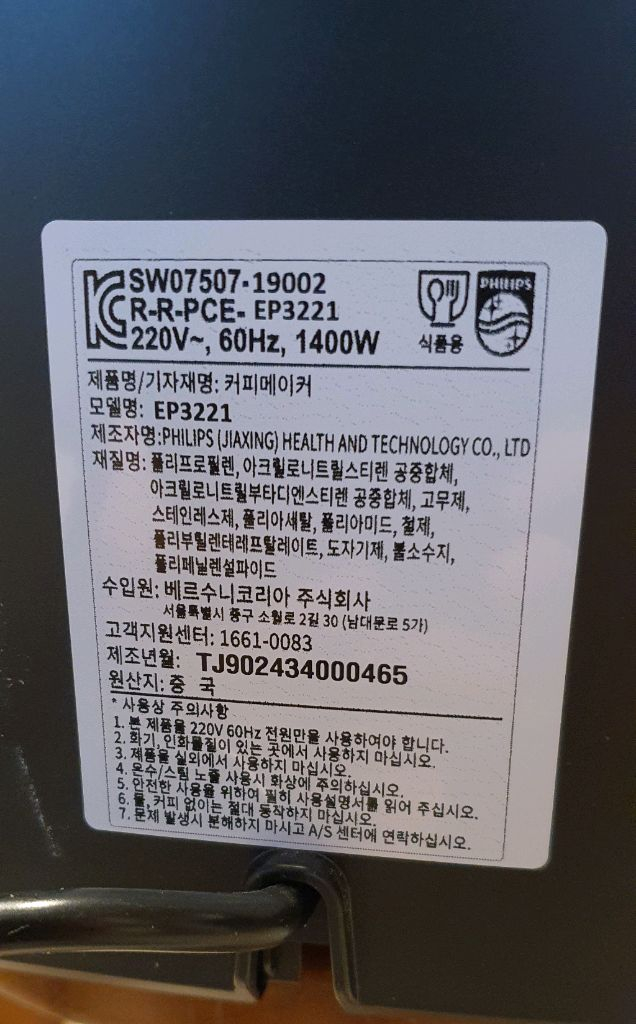 SW07507-19002
R-R-PCE- EP3221
220V~, 60Hz, 1400W
식품용
PHILIPS
제품명/기자재명: 커피메이커
모델명: EP3221
제조자명:PHILIPS (JIAXING) HEALTH AND TECHNOLOGY CO., LTD
재질명: 폴리프로필렌, 아크릴로니트릴스티렌 공중합체,
아크릴로니트릴부타디엔스티렌 공중합체, 고무제,
스테인레스제, 폴리아세탈, 폴리아미드, 철제,
폴리부틸렌테레프탈레이트, 도자기제, 불소수지,
폴리페닐렌설파이드
수입원: 베르수니코리아 주식회사
서울특별시 중구 소월로 2길 30 (남대문로 5가)
고객지원센터: 1661-0083
제조년월: TJ902434000465
원산지: 중 국
* 사용상 주의사항
1. 본 제품을 220V 60Hz 전원만을 사용하여야 합니다.
2. 화기, 인화물질이 있는 곳에서 사용하지 마십시오.
3. 제품을 실외에서 사용하지 마십시오.
4. 온수/스팀 노즐 사용시 화상에 주의하십시오.
5. 안전한 사용을 위하여 필히 사용설명서를 읽어 주십시오.
6. 물, 커피 없이는 절대 동작하지 마십시오.
7. 문제 발생시 분해하지 마시고 A/S 센터에 연락하십시오.